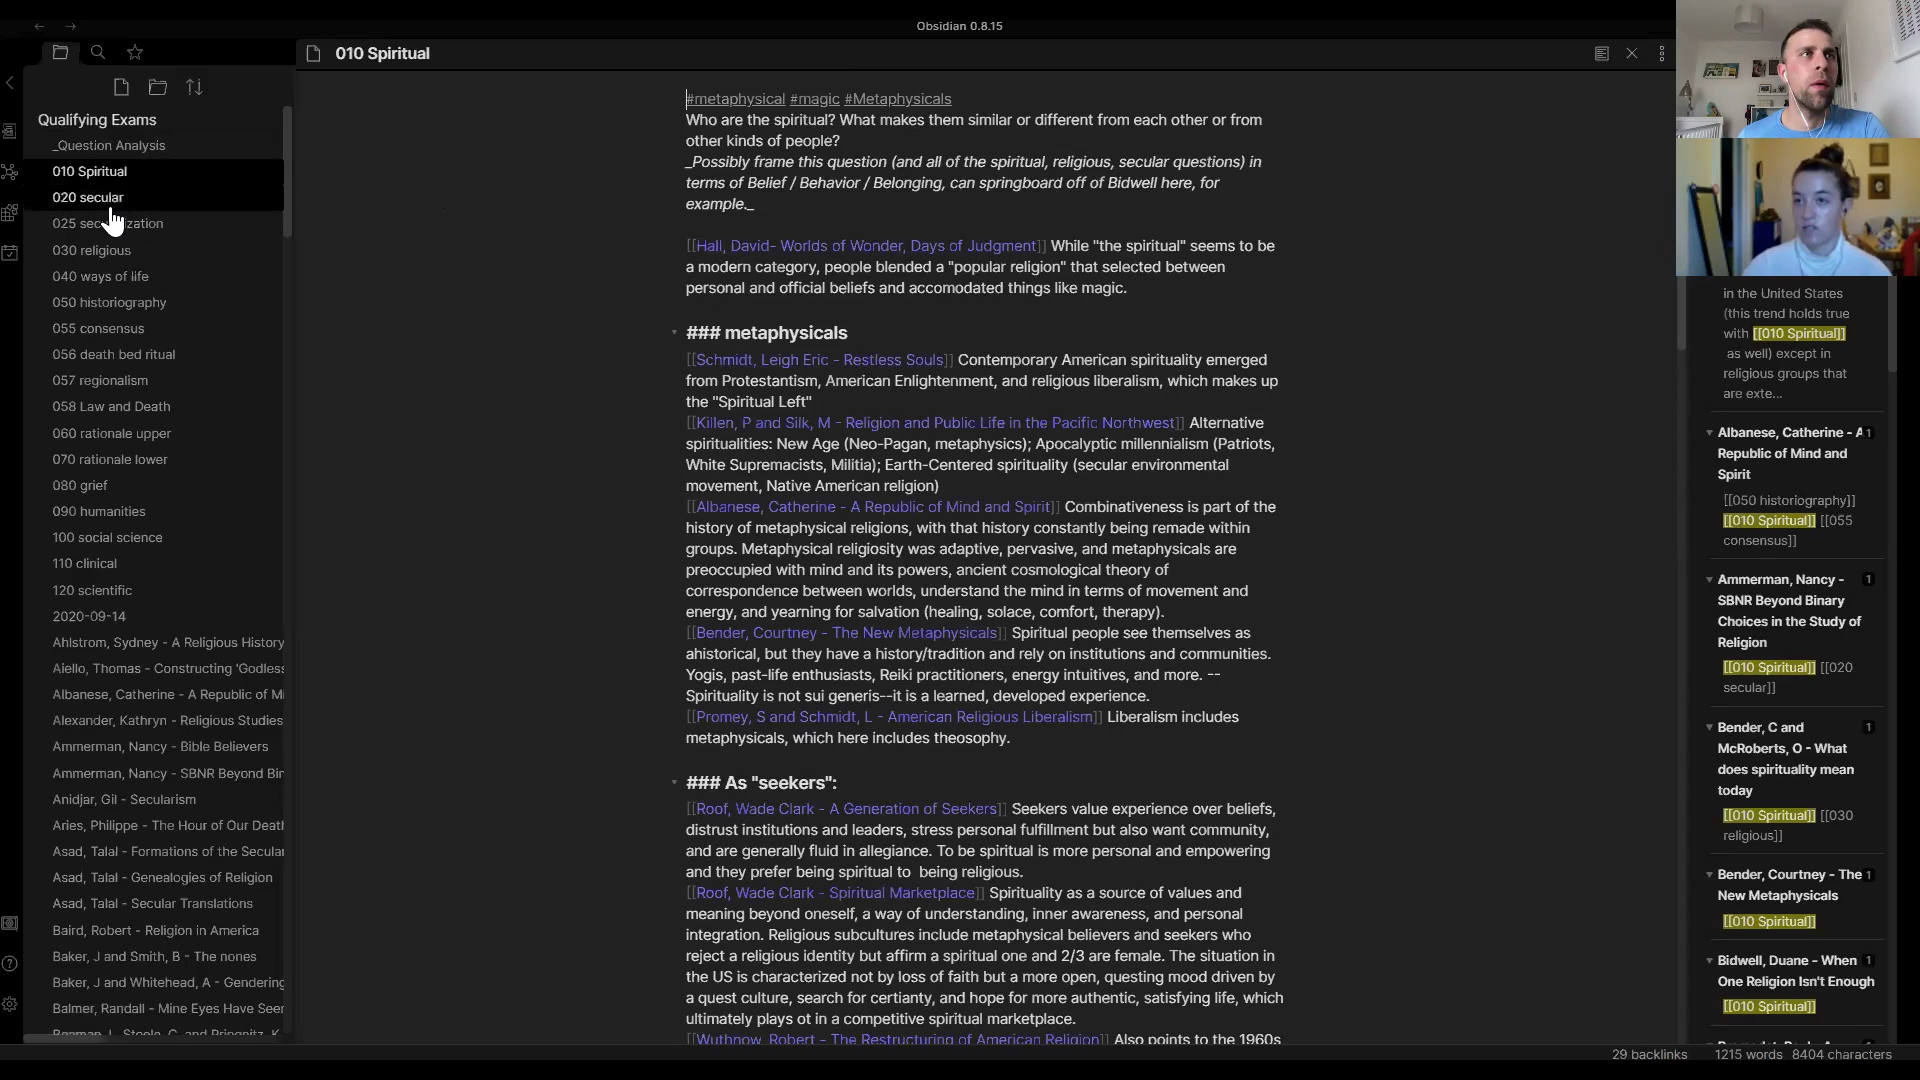 Obsidian 0.8.15
010 Spiritual
Qualifying Exams
_Question Analysis
010 Spiritual
020 secular
030 religious
040 ways of life
050 historiography
055 consensus
056 death bed ritual
057 regionalism
058 Law and Death
060 rationale upper
070 rationale lower
080 grief
090 humanities
100 social science
110 clinical
120 scientific
2020-09-14
Ahlstrom, Sydney - A Religious History
Aiello, Thomas - Constructing 'Godless
Albanese, Catherine - A Republic of Mi
Alexander, Kathryn - Religious Studies
Ammerman, Nancy - Bible Believers
Ammerman, Nancy - SBNR Beyond Bin
Anidjar, Gil - Secularism
Aries, Philippe - The Hour of Our Death
Asad, Talal - Formations of the Secular
Asad, Talal - Genealogies of Religion
Asad, Talal - Secular Translations
Baird, Robert - Religion in America
Baker, J and Smith, B - The nones
Baker, J and Whitehead, A - Gendering
Balmer, Randall - Mine Eyes Have Seen
#metaphysical #magic #Metaphysicals
Who are the spiritual? What makes them similar or different from each other or from
other kinds of people?
_Possibly frame this question (and all of the spiritual, religious, secular questions) in
terms of Belief / Behavior / Belonging, can springboard off of Bidwell here, for
example._
[[Hall, David- Worlds of Wonder, Days of Judgment]] While "the spiritual" seems to be
a modern category, people blended a "popular religion" that selected between
personal and official beliefs and accomodated things like magic.
### metaphysicals
[[Schmidt, Leigh Eric - Restless Souls]] Contemporary American spirituality emerged
from Protestantism, American Enlightenment, and religious liberalism, which makes up
the "Spiritual Left"
[[Killen, P and Silk, M - Religion and Public Life in the Pacific Northwest]] Alternative
spiritualities: New Age (Neo-Pagan, metaphysics); Apocalyptic millennialism (Patriots,
White Supremacists, Militia); Earth-Centered spirituality (secular environmental
movement, Native American religion)
[[Albanese, Catherine - A Republic of Mind and Spirit]] Combinativeness is part of the
history of metaphysical religions, with that history constantly being remade within
groups. Metaphysical religiosity was adaptive, pervasive, and metaphysicals are
preoccupied with mind and its powers, ancient cosmological theory of
correspondence between worlds, understand the mind in terms of movement and
energy, and yearning for salvation (healing, solace, comfort, therapy).
[[Bender, Courtney - The New Metaphysicals]] Spiritual people see themselves as
ahistorical, but they have a history/tradition and rely on institutions and communities.
Yogis, past-life enthusiasts, Reiki practitioners, energy intuitives, and more. --
Spirituality is not sui generis--it is a learned, developed experience.
[[Promey, S and Schmidt, L - American Religious Liberalism]] Liberalism includes
metaphysicals, which here includes theosophy.
### As "seekers":
[[Roof, Wade Clark - A Generation of Seekers]] Seekers value experience over beliefs,
distrust institutions and leaders, stress personal fulfillment but also want community,
and are generally fluid in allegiance. To be spiritual is more personal and empowering
and they prefer being spiritual to being religious.
[[Roof, Wade Clark - Spiritual Marketplace]] Spirituality as a source of values and
meaning beyond oneself, a way of understanding, inner awareness, and personal
integration. Religious subcultures include metaphysical believers and seekers who
reject a religious identity but affirm a spiritual one and 2/3 are female. The situation in
the US is characterized not by loss of faith but a more open, questing mood driven by
a quest culture, search for certianty, and hope for more authentic, satisfying life, which
ultimately plays ot in a competitive spiritual marketplace.
[[Wuthnow, Robert - The Restructuring of American Religion]] Also points to the 1960s
in the United States
(this trend holds true
with [[010 Spiritual]]
as well) except in
religious groups that
are exte...
Albanese, Catherine - A 1
Republic of Mind and
Spirit
[[050 historiography]]
[[010 Spiritual]] [[055
consensus]]
Ammerman, Nancy - 1
SBNR Beyond Binary
Choices in the Study of
Religion
[[010 Spiritual]] [[020
secular]]
Bender, C and 1
McRoberts, O - What
does spirituality mean
today
[[010 Spiritual]] [[030
religious]]
Bender, Courtney - The 1
New Metaphysicals
[[010 Spiritual]]
Bidwell, Duane - When 1
One Religion Isn't Enough
[[010 Spiritual]]
29 backlinks 1215 words 8404 characters